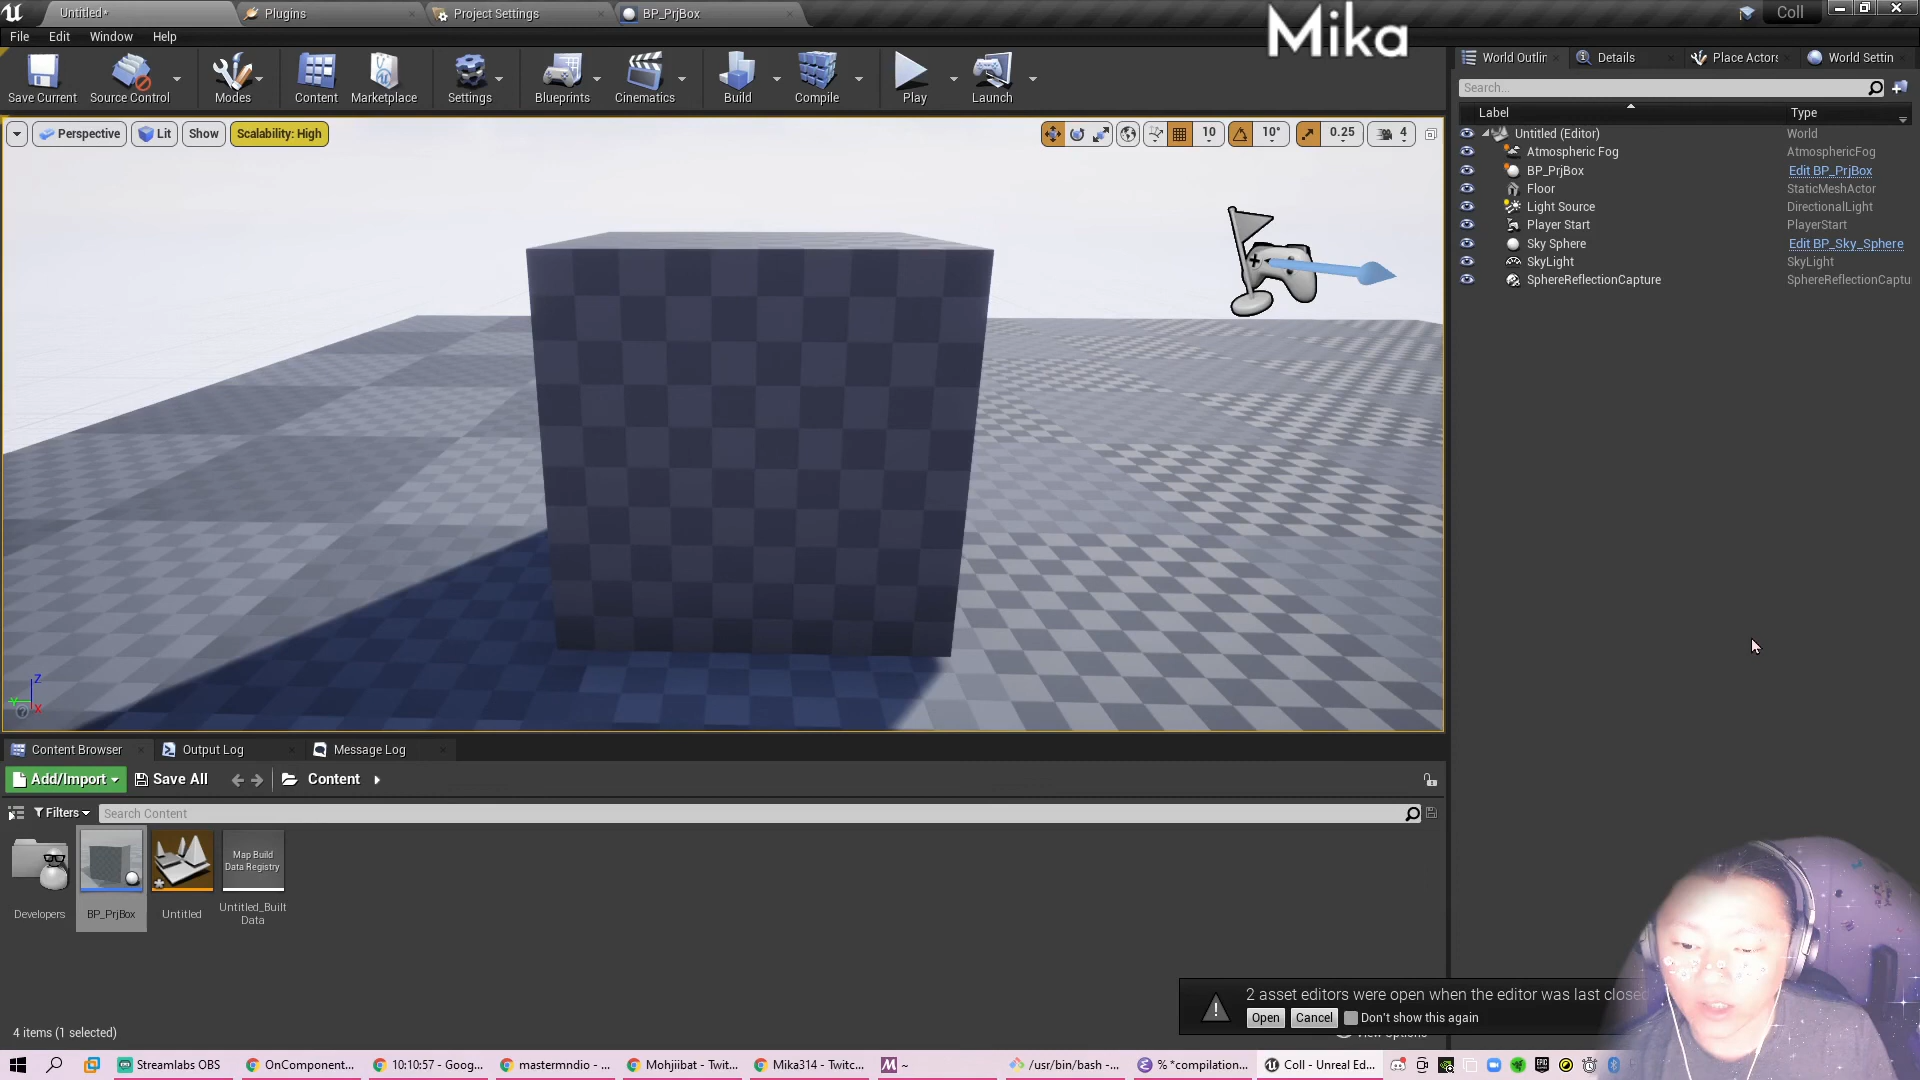 Untitled*
Plugins
Project Settings
BP_PrjBox
Mika
Coll
File Edit Window Help
Save Current
Source Control
Modes
Content
Marketplace
Settings
Blueprints
Cinematics
Build
Compile
Play
Launch
World Outlin
Details
Place Actors
World Settin
Search...
Label
Type
Perspective
Lit
Show
Scalability: High
10
10°
0.25
4
Untitled (Editor) World
Atmospheric Fog AtmosphericFog
BP_PrjBox Edit BP_PrjBox
Floor StaticMeshActor
Light Source DirectionalLight
Player Start PlayerStart
Sky Sphere Edit BP_Sky_Sphere
SkyLight SkyLight
SphereReflectionCapture SphereReflectionCaptu
Z
Y
X
Content Browser
Output Log
Message Log
Add/Import
Save All
Content
Filters
Search Content
Map Build
Data Registry
Developers
BP_PrjBox
Untitled
Untitled_Built
Data
2 asset editors were open when the editor was last close
Open
Cancel
Don't show this again
4 items (1 selected)
Streamlabs OBS
OnComponent...
10:10:57 - Goog...
mastermndio - ...
Mohjiibat - Twit...
Mika314 - Twitc...
~
/usr/bin/bash -...
% *compilation...
Coll - Unreal Ed...